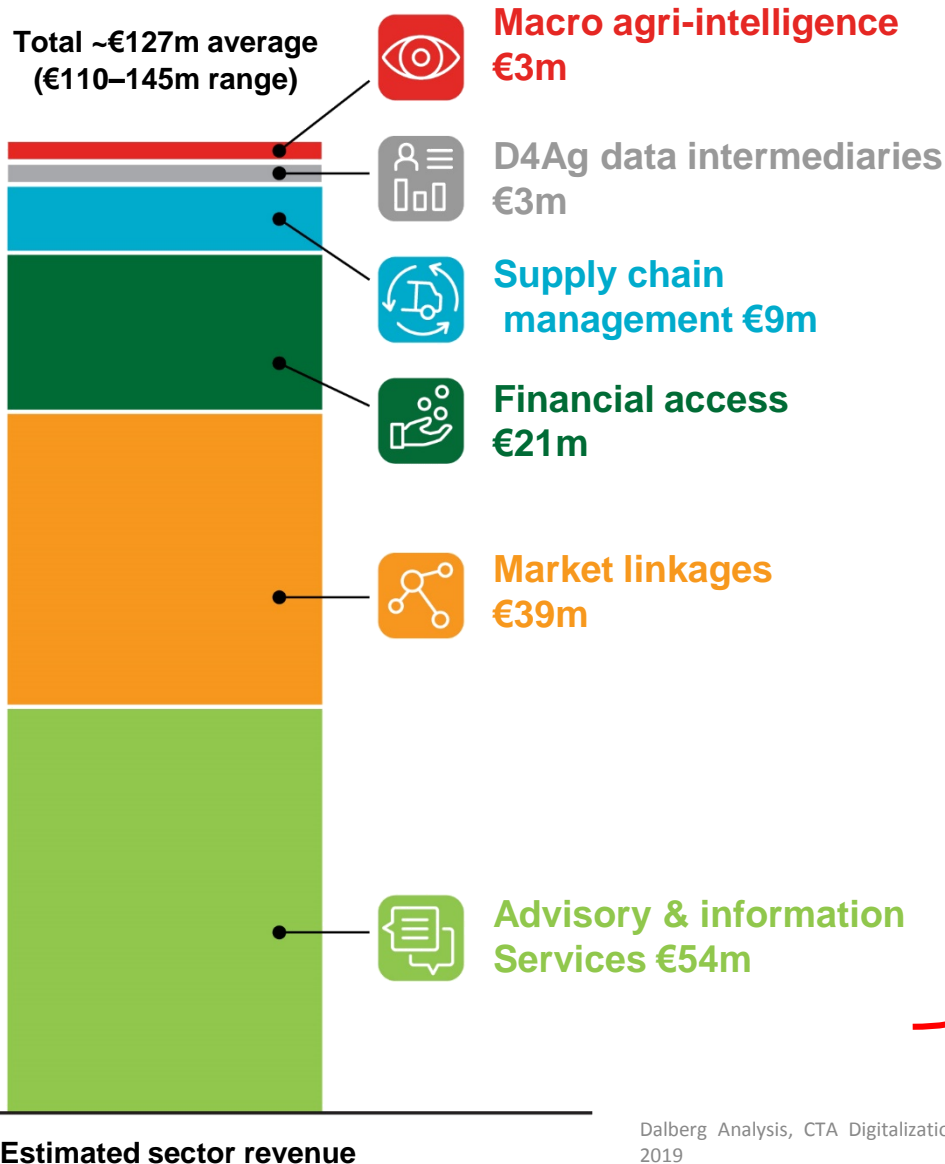 Total ~€127m average
(€110–145m range)
Macro agri-intelligence
€3m
D4Ag data intermediaries
€3m
Supply chain
management €9m
Financial access
€21m
Market linkages
€39m
Advisory & information
Services €54m
Estimated sector revenue
Dalberg Analysis, CTA
2019